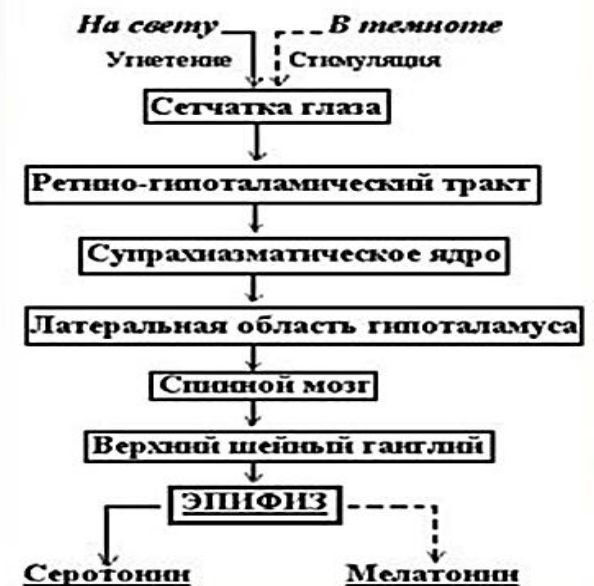 На свету В темноте
Угнетение Стимуляция
Сетчатка глаза
Ретино-гипоталамический тракт
Супрахиазматическое ядро
Латеральная область гипоталамуса
Спинной мозг
Верхний шейный ганглий
ЭПИФИЗ
Серотонин Мелатонин